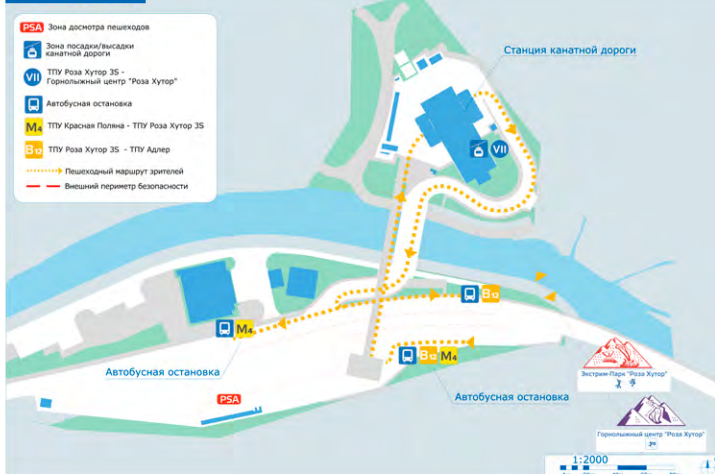 PSA Зона досмотра пешеходов
Зона посадки/высадки
канатной дороги
VII ТПУ Роза Хутор 3S -
Горнолыжный центр "Роза Хутор"
Автобусная остановка
M4 ТПУ Красная Поляна - ТПУ Роза Хутор 3S
B12 ТПУ Роза Хутор 3S - ТПУ Адлер
Пешеходный маршрут зрителей
Внешний периметр безопасности
Станция канатной дороги
VII
B12
M4
B12 M4
Автобусная остановка
Автобусная остановка
PSA
Экстрим-Парк "Роза Хутор"
Горнолыжный центр "Роза Хутор"
1:2000